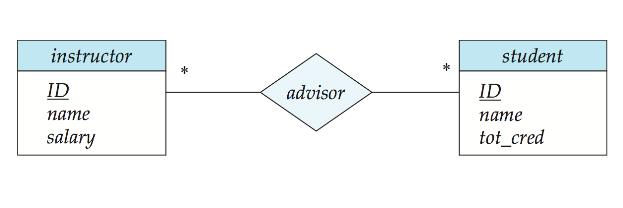 instructor
ID
name
salary
*
advisor
*
student
ID
name
tot_cred